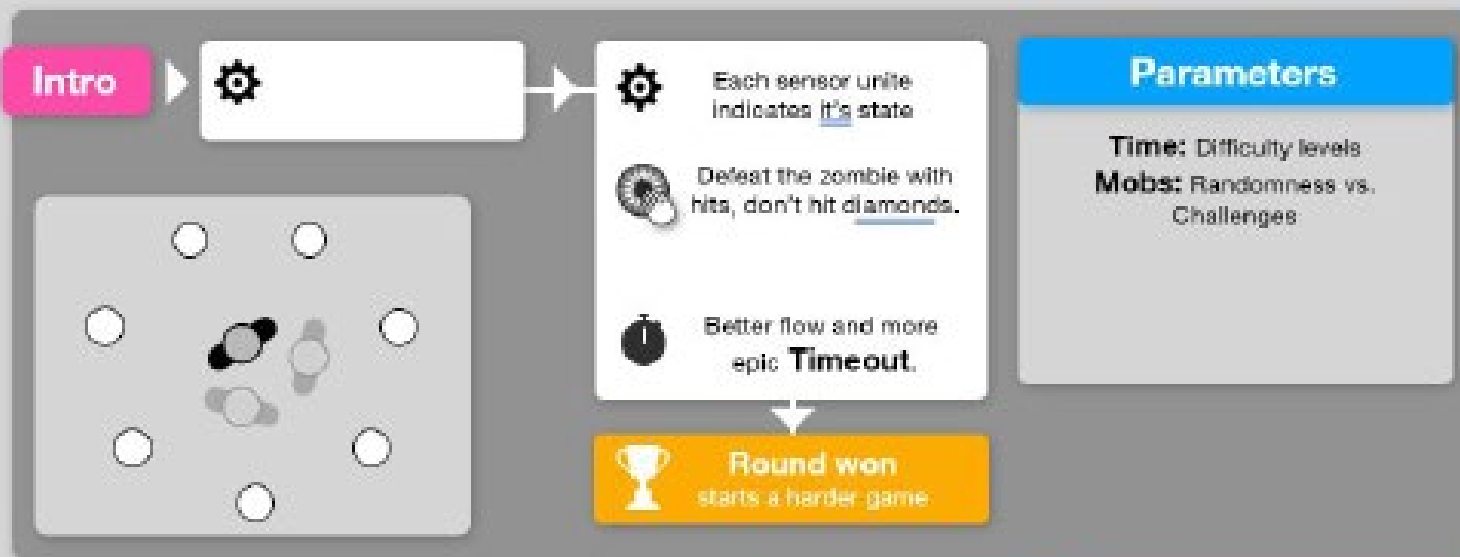 Intro
Each sensor unite
indicates it's state
Defeat the zombie with
hits, don't hit diamonds.
Better flow and more
epic Timeout.
Round won
starts a harder game
Parameters
Time: Difficulty levels
Mobs: Randomness vs.
Challenges